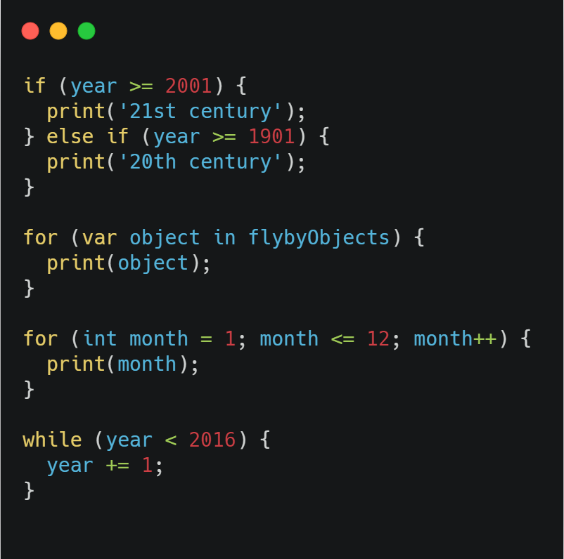 if (year >= 2001) {
  print('21st century');
} else if (year >= 1901) {
  print('20th century');
}

for (var object in flybyObjects) {
  print(object);
}

for (int month = 1; month <= 12; month++) {
  print(month);
}

while (year < 2016) {
  year += 1;
}